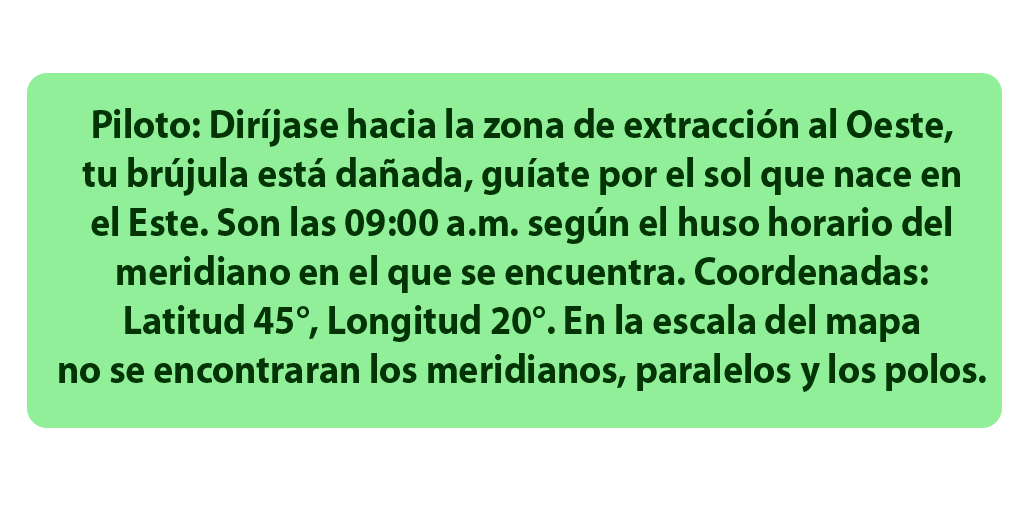 Piloto: Diríjase hacia la zona de extracción al Oeste,
tu brújula está dañada, guíate por el sol que nace en
el Este. Son las 09:00 a.m. según el huso horario del
meridiano en el que se encuentra. Coordenadas:
Latitud 45°, Longitud 20°. En la escala del mapa
no se encontraran los meridianos, paralelos y los polos.